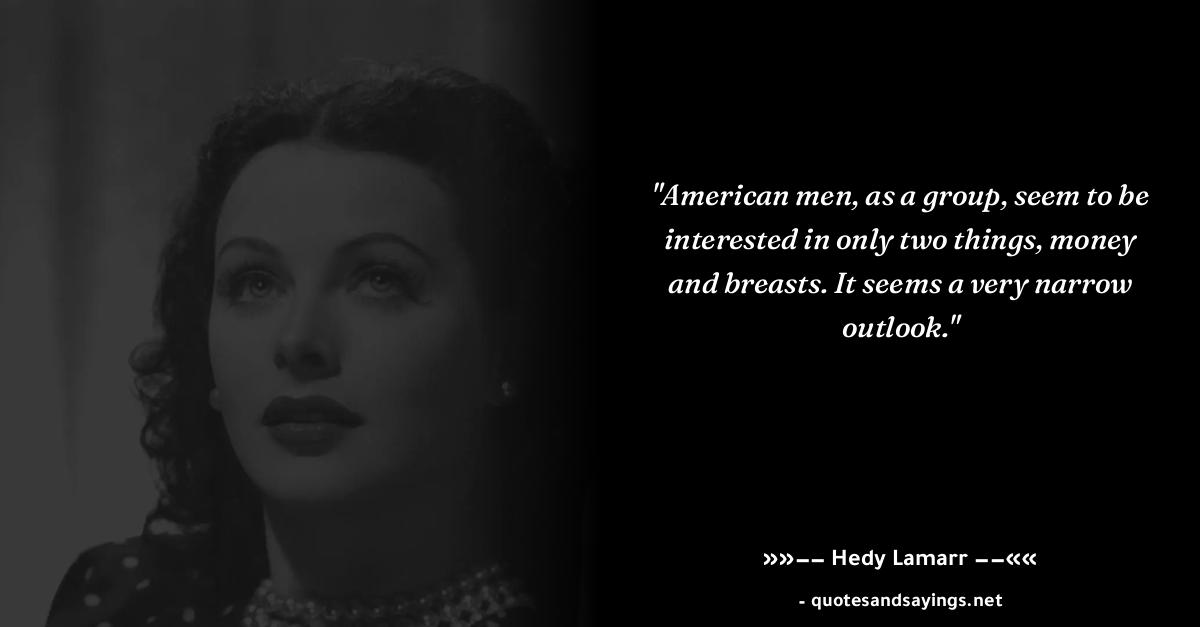 "American men, as a group, seem to be
interested in only two things, money
and breasts. It seems a very narrow
outlook."
»»–– Hedy Lamarr ––««
- quotesandsayings.net